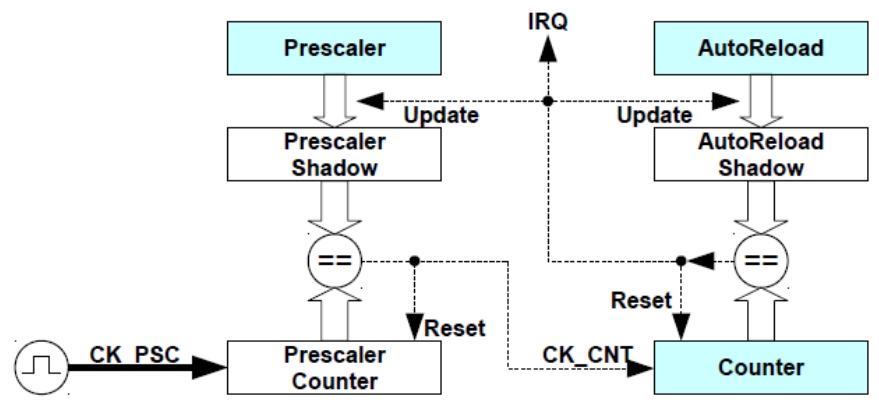 IRQ
Prescaler
AutoReload
Update
Update
Prescaler
Shadow
AutoReload
Shadow
==
==
Reset
Reset
CK_PSC
Prescaler
Counter
CK_CNT
Counter